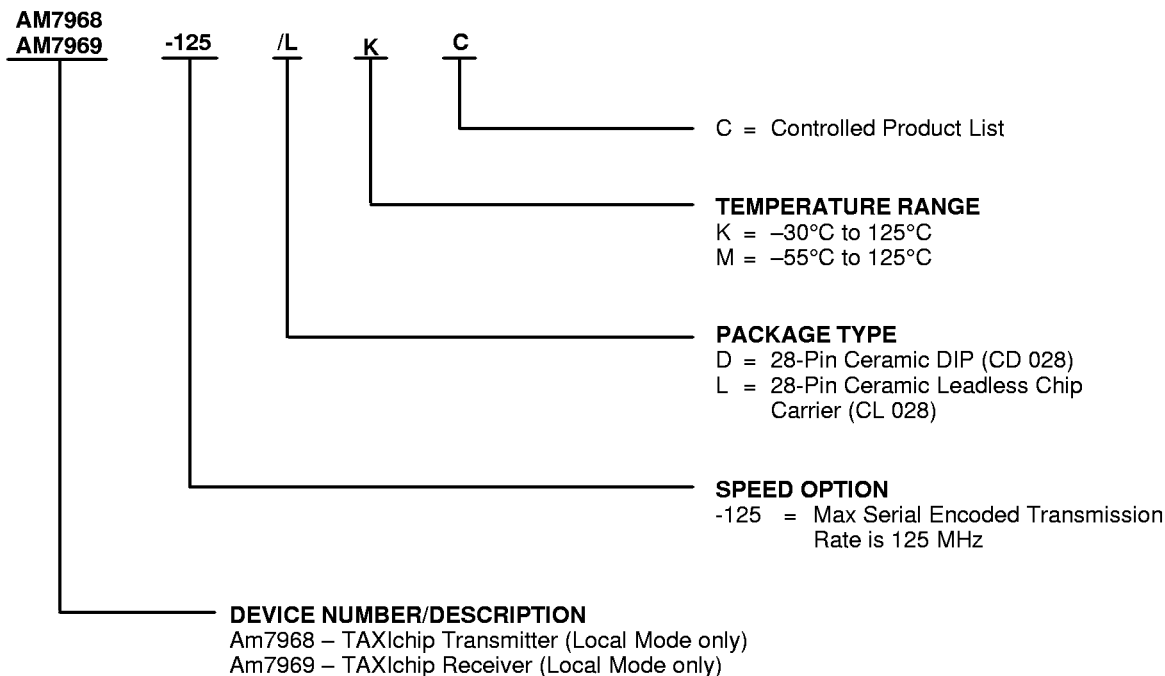 AM7968
AM7969 -125 /L K C
C = Controlled Product List
TEMPERATURE RANGE
K = –30°C to 125°C
M = –55°C to 125°C
PACKAGE TYPE
D = 28-Pin Ceramic DIP (CD 028)
L = 28-Pin Ceramic Leadless Chip
Carrier (CL 028)
SPEED OPTION
-125 = Max Serial Encoded Transmission
Rate is 125 MHz
DEVICE NUMBER/DESCRIPTION
Am7968 – TAXIchip Transmitter (Local Mode only)
Am7969 – TAXIchip Receiver (Local Mode only)